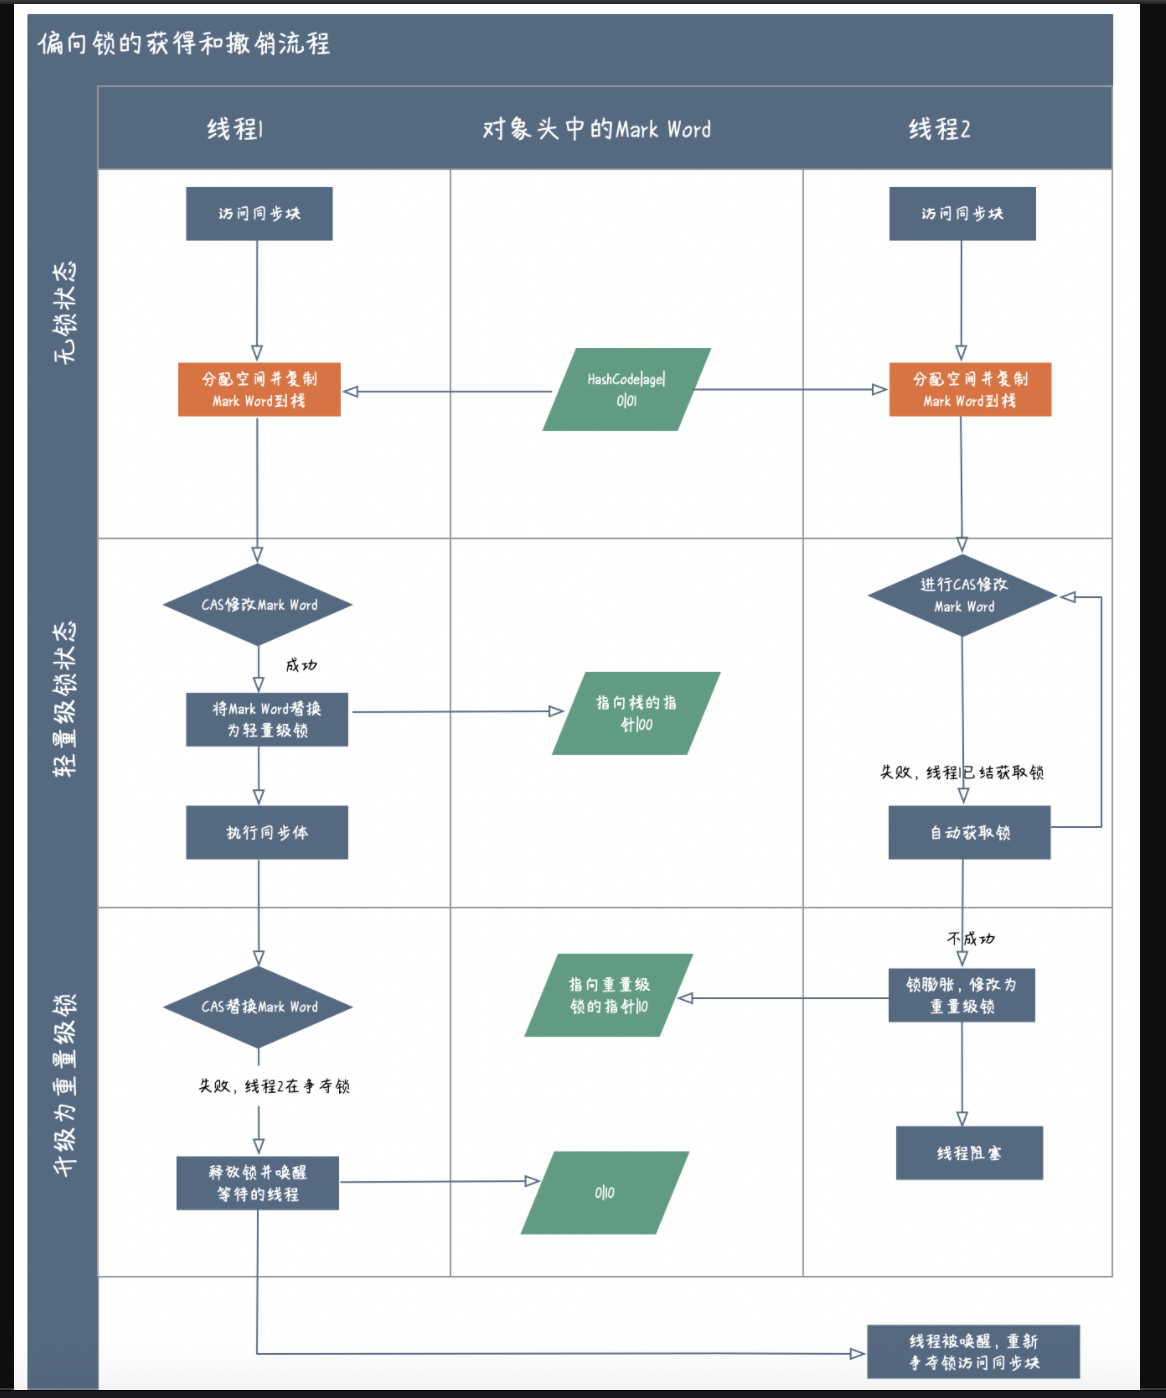 偏向锁的获得和撤销流程
线程1
对象头中的Mark Word
线程2
无锁状态
访问同步块
访问同步块
分配空间并复制
Mark Word到栈
HashCode|age|
0|01
分配空间并复制
Mark Word到栈
轻量级锁状态
CAS修改Mark Word
进行CAS修改
Mark Word
成功
将Mark Word替换
为轻量级锁
指向栈的指
针|00
失败，线程1已结获取锁
执行同步体
自动获取锁
升级为重量级锁
不成功
CAS替换Mark Word
指向重量级
锁的指针|10
锁膨胀，修改为
重量级锁
失败，线程2在争夺锁
线程阻塞
释放锁并唤醒
等待的线程
0|10
线程被唤醒，重新
争夺锁访问同步块